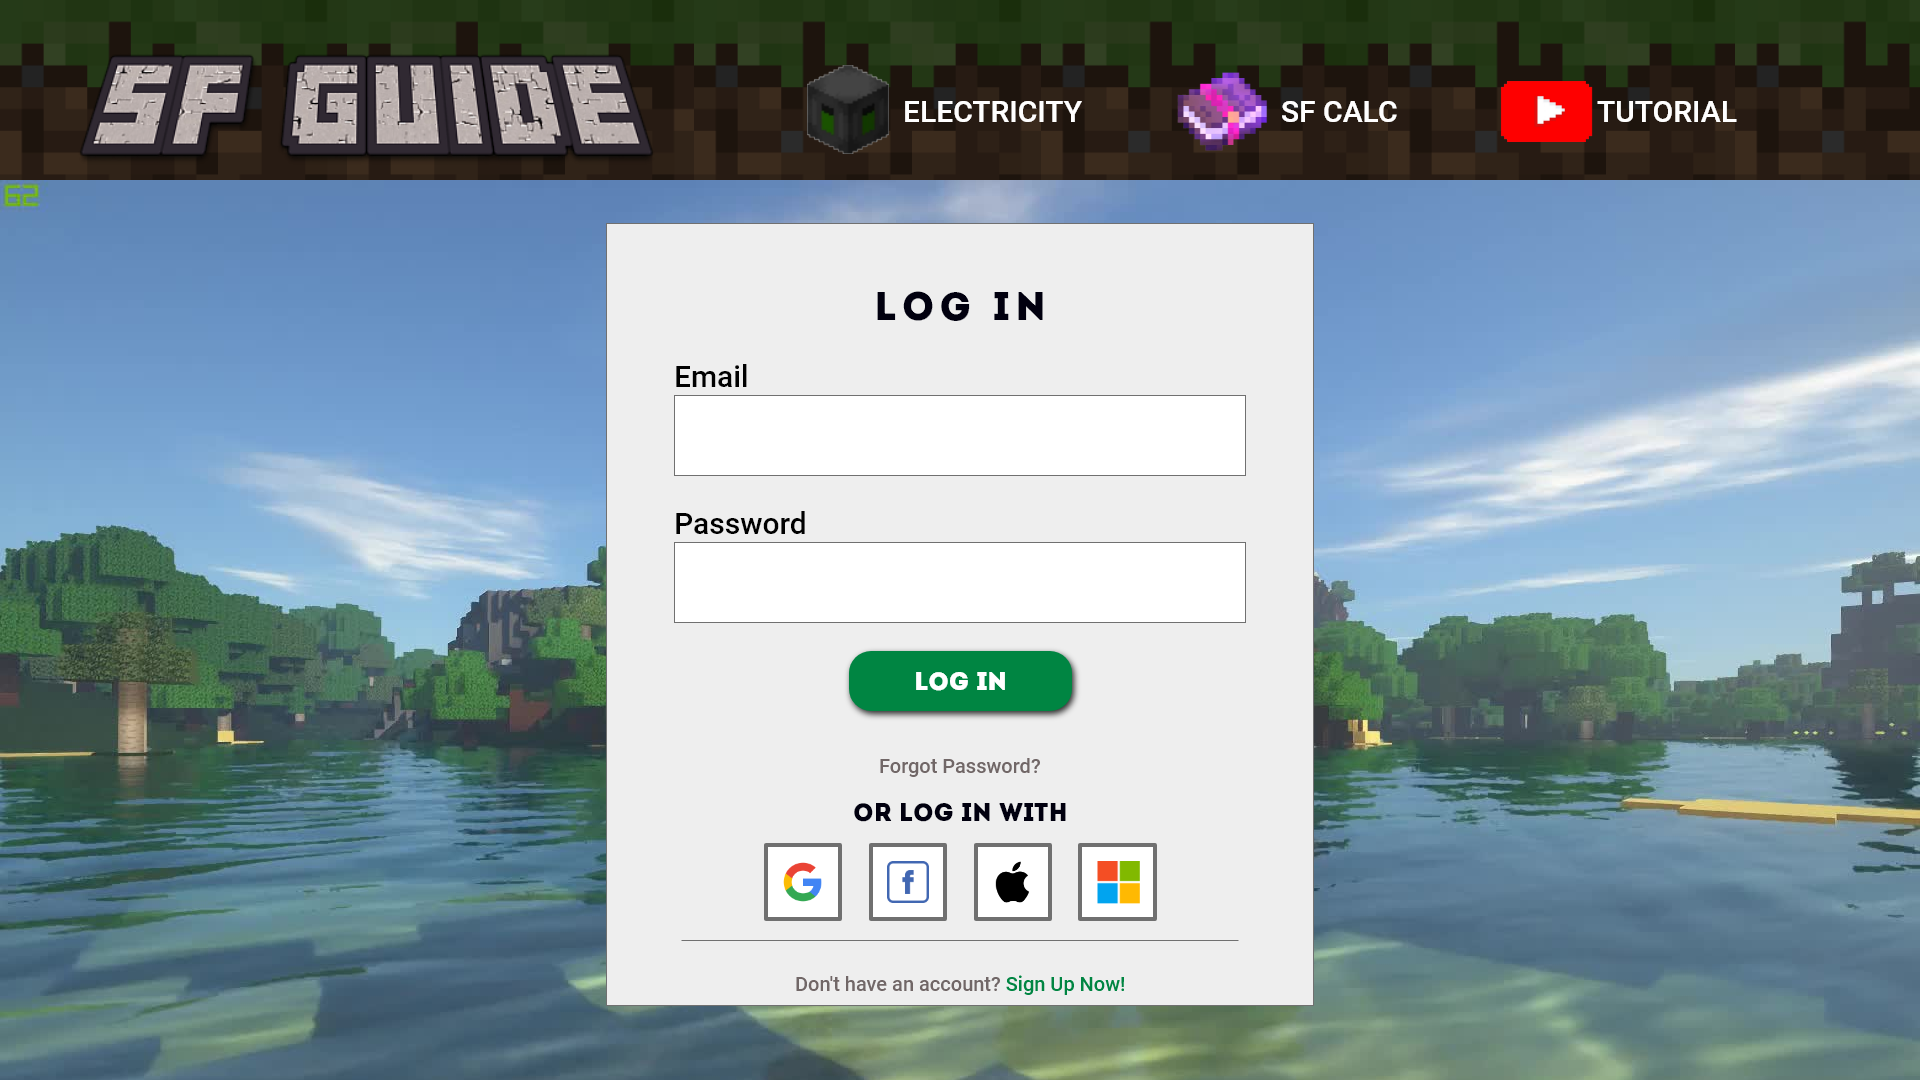 SF GUIDE
ELECTRICITY
SF CALC
TUTORIAL
62
LOG IN
Email
Password
LOG IN
Forgot Password?
OR LOG IN WITH
Don't have an account? Sign Up Now!